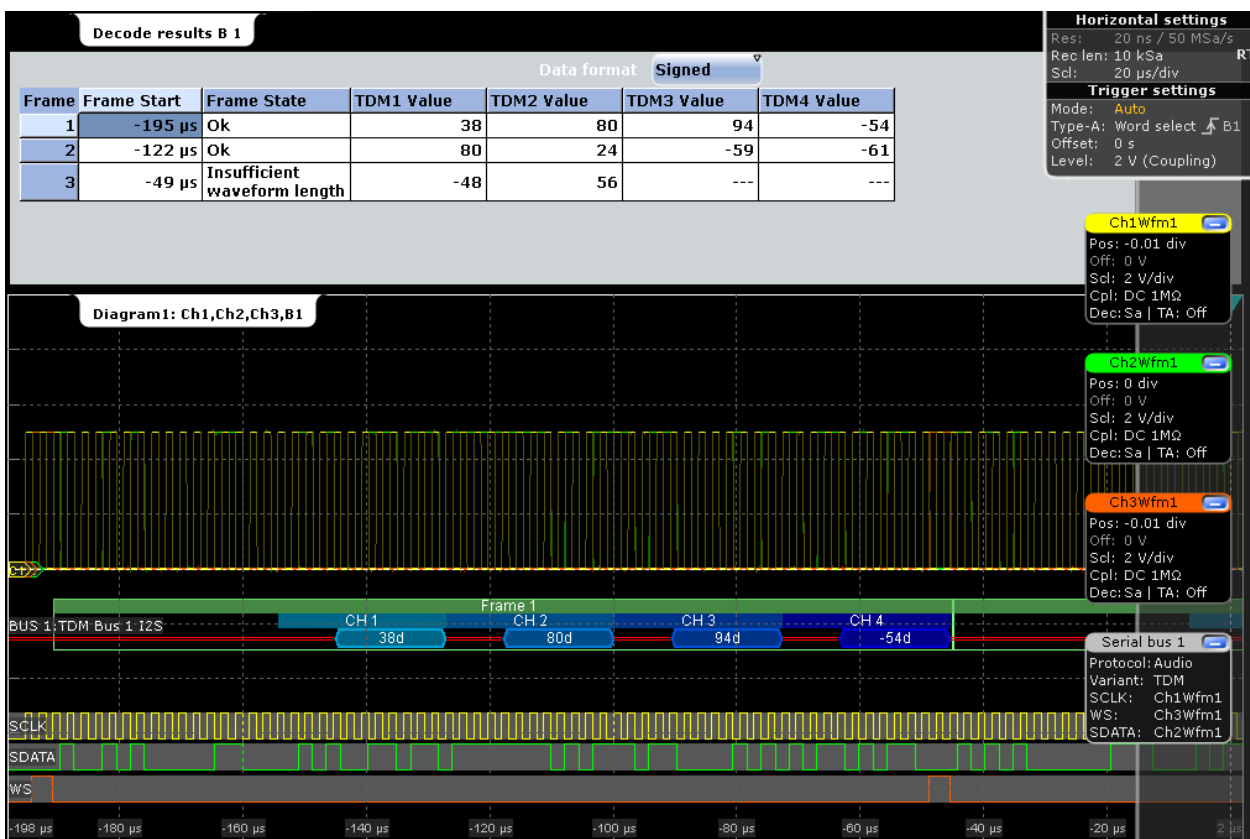 Decode results B 1
Data format Signed
Frame Frame Start Frame State TDM1 Value TDM2 Value TDM3 Value TDM4 Value
1 -195 µs Ok 38 80 94 -54
2 -122 µs Ok 80 24 -59 -61
3 -49 µs Insufficient waveform length -48 56 --- ---
Horizontal settings
Res: 20 ns / 50 MSa/s
Rec len: 10 kSa RT
Scl: 20 µs/div
Trigger settings
Mode: Auto
Type-A: Word select B1
Offset: 0 s
Level: 2 V (Coupling)
Ch1Wfm1
Pos: -0.01 div
Off: 0 V
Scl: 2 V/div
Cpl: DC 1MΩ
Dec: Sa | TA: Off
Ch2Wfm1
Pos: 0 div
Off: 0 V
Scl: 2 V/div
Cpl: DC 1MΩ
Dec: Sa | TA: Off
Ch3Wfm1
Pos: -0.01 div
Off: 0 V
Scl: 2 V/div
Cpl: DC 1MΩ
Dec: Sa | TA: Off
Serial bus 1
Protocol: Audio
Variant: TDM
SCLK: Ch1Wfm1
WS: Ch3Wfm1
SDATA: Ch2Wfm1
Diagram1: Ch1,Ch2,Ch3,B1
Frame 1
BUS 1:TDM Bus 1 I2S
CH 1 CH 2 CH 3 CH 4
38d 80d 94d -54d
SCLK
SDATA
WS
-198 µs -180 µs -160 µs -140 µs -120 µs -100 µs -80 µs -60 µs -40 µs -20 µs 2 µs